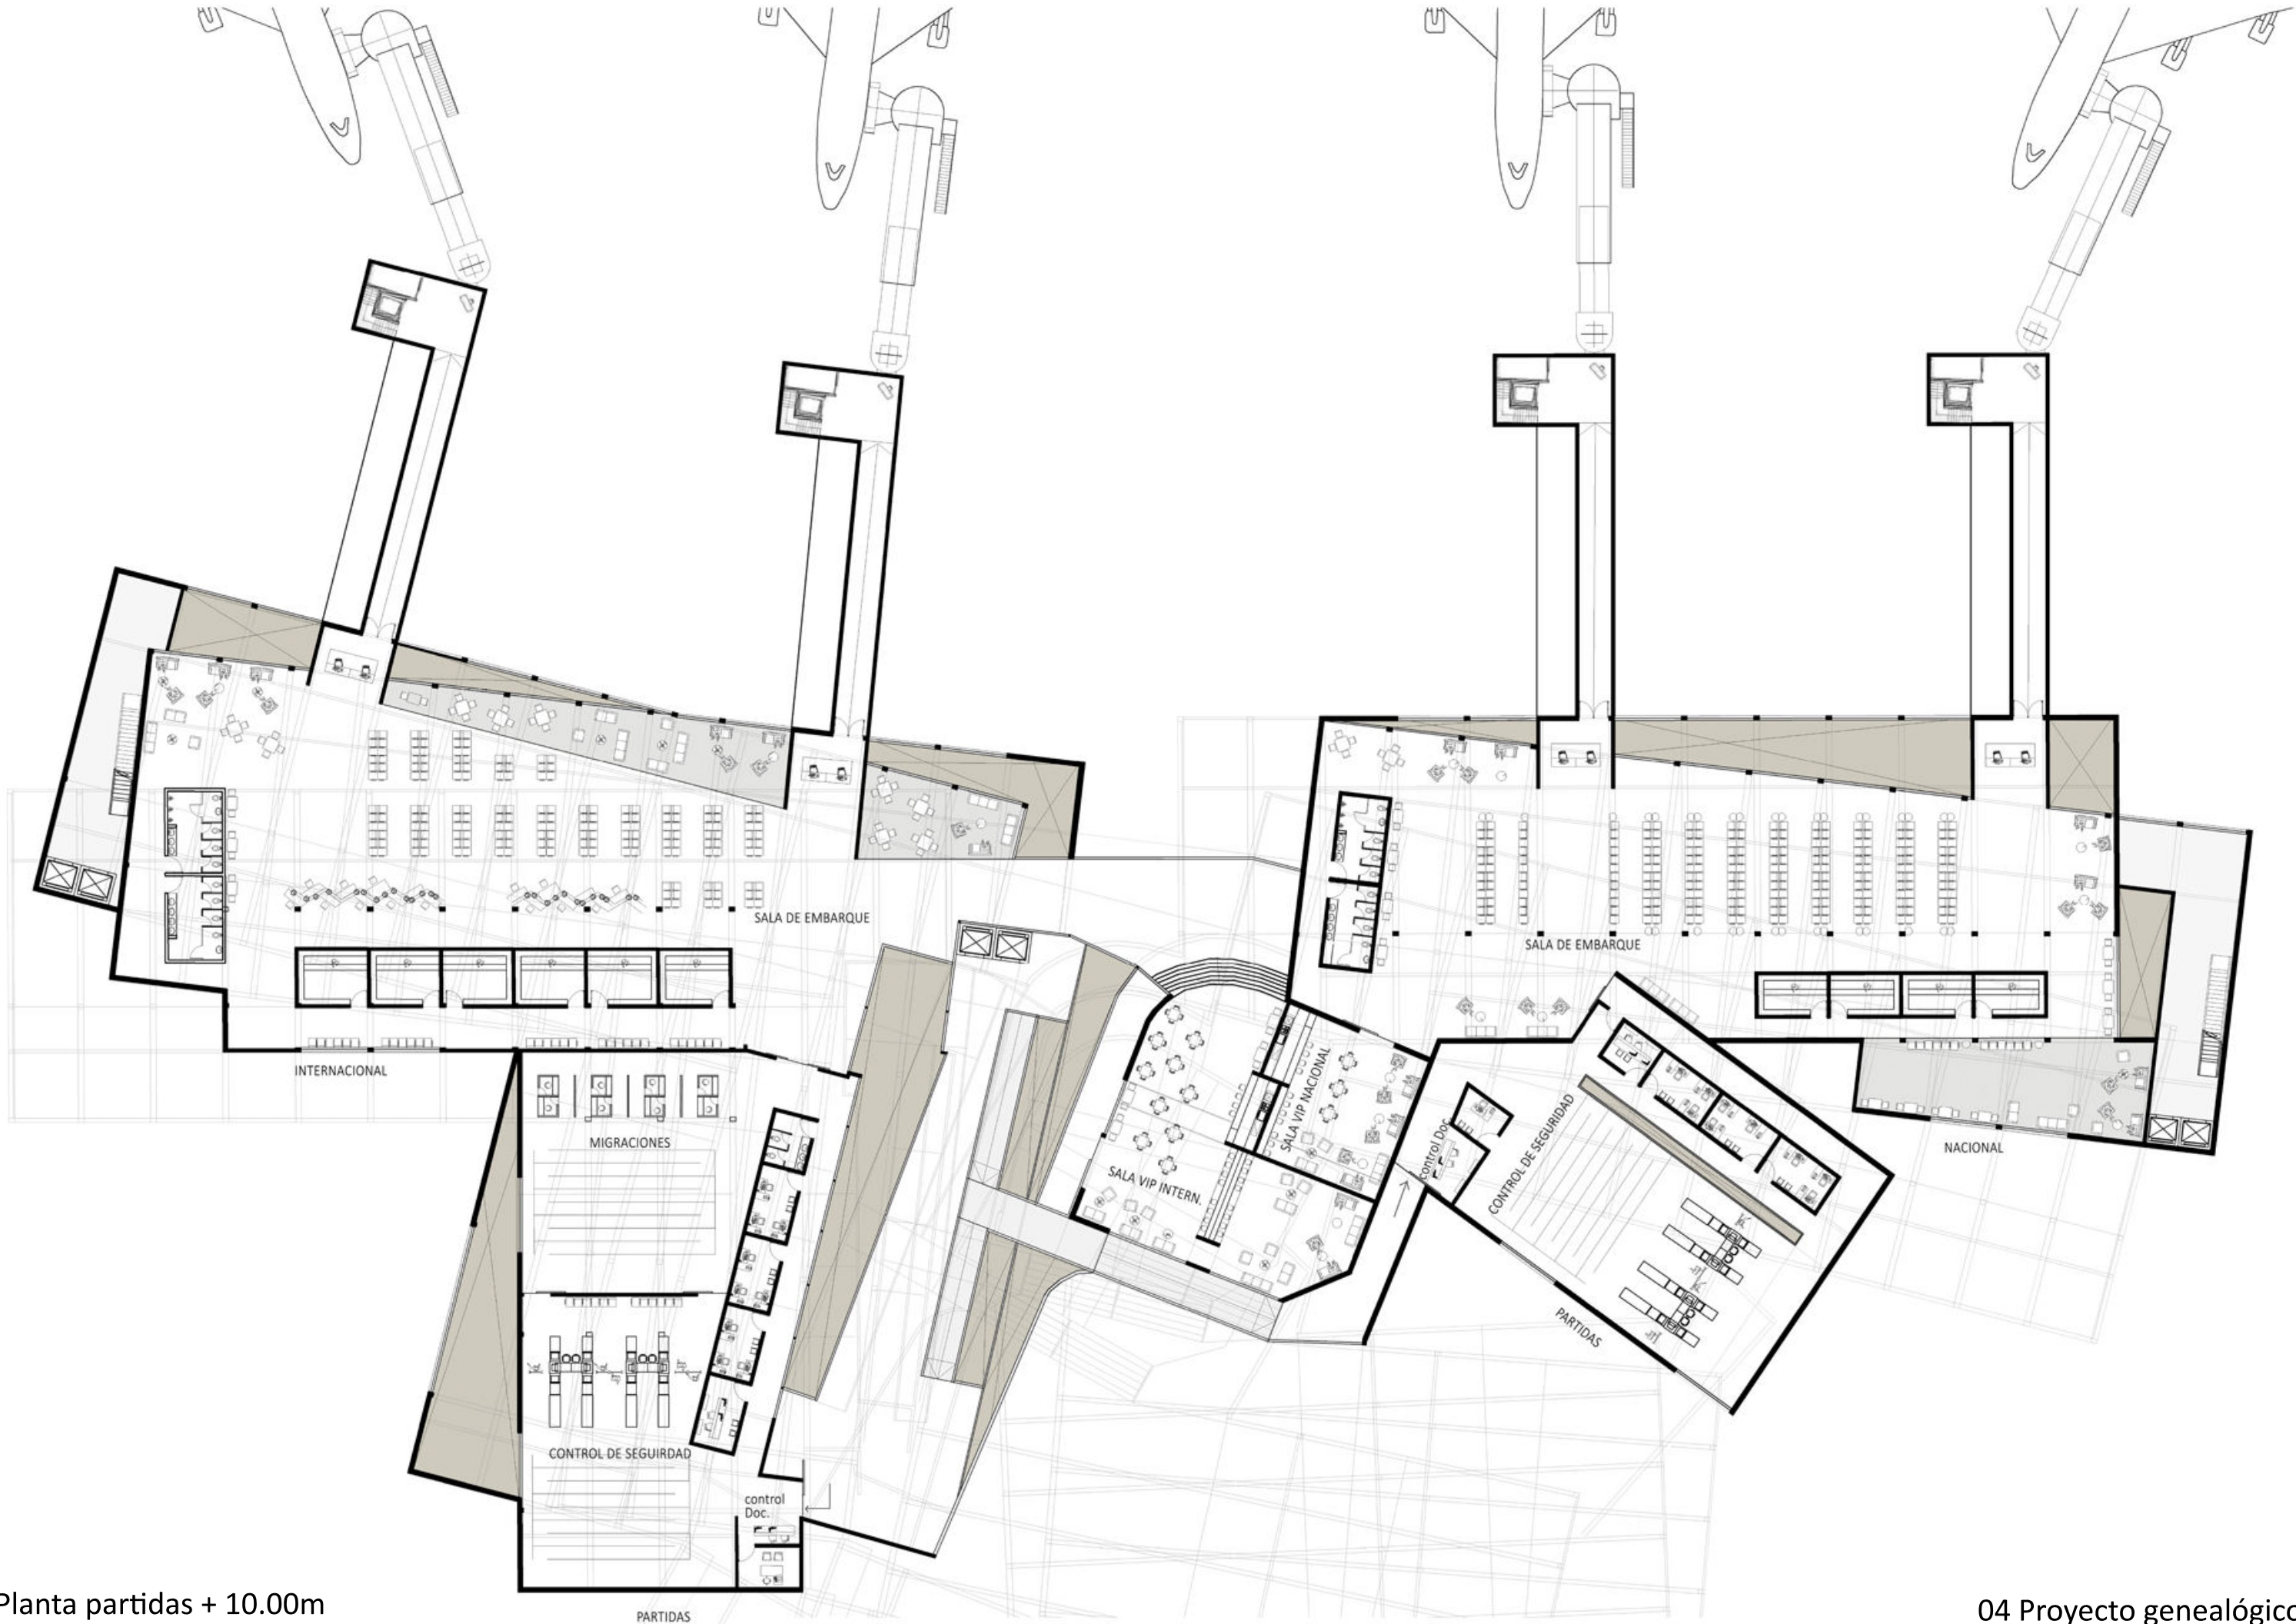 SALA DE EMBARQUE
SALA DE EMBARQUE
INTERNACIONAL
MIGRACIONES
SALA VIP NACIONAL
SALA VIP INTERN.
control Doc.
CONTROL DE SEGURIDAD
NACIONAL
PARTIDAS
CONTROL DE SEGUIRDAD
control
Doc.
PARTIDAS
Planta partidas + 10.00m
04 Proyecto genealógico